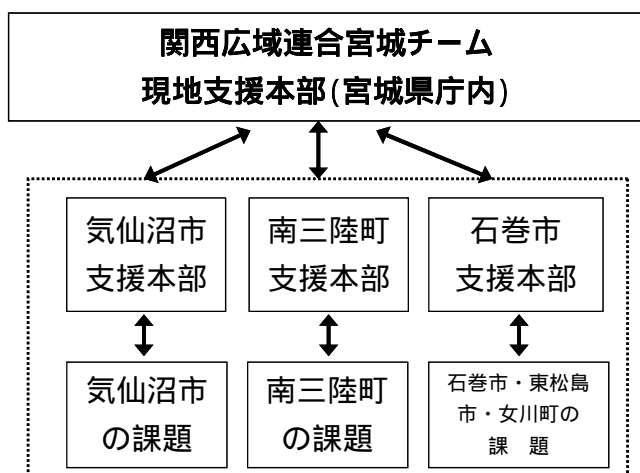 関西広域連合宮城チーム
現地支援本部(宮城県庁内)
気仙沼市
支援本部
南三陸町
支援本部
石巻市
支援本部
気仙沼市
の課題
南三陸町
の課題
石巻市・東松島
市・女川町の
課　題